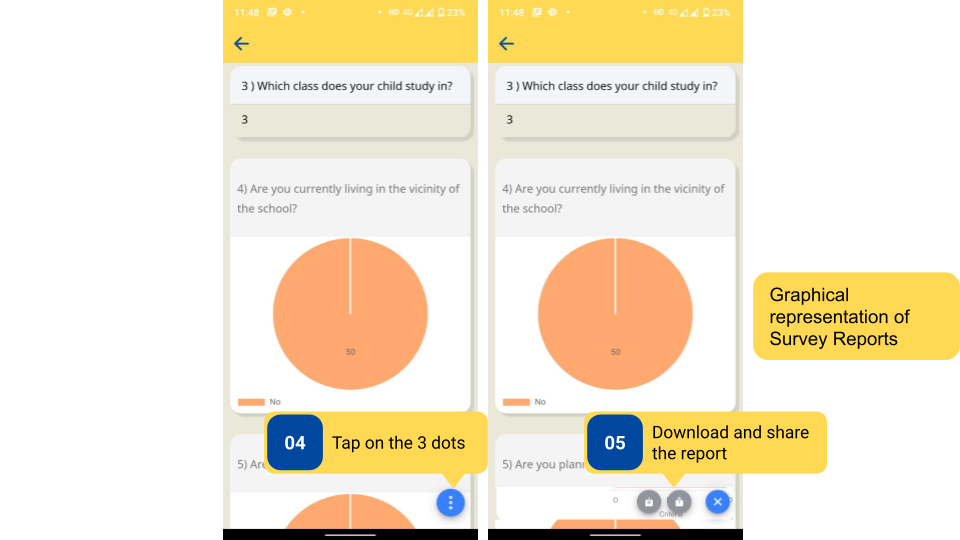 11:48
HD 4G 23%
3 ) Which class does your child study in?
3
4) Are you currently living in the vicinity of
the school?
50
No
5) Are
04
Tap on the 3 dots
11:48
HD 4G 23%
3 ) Which class does your child study in?
3
4) Are you currently living in the vicinity of
the school?
50
No
5) Are you plann
0
05
Download and share
the report
Graphical
representation of
Survey Reports